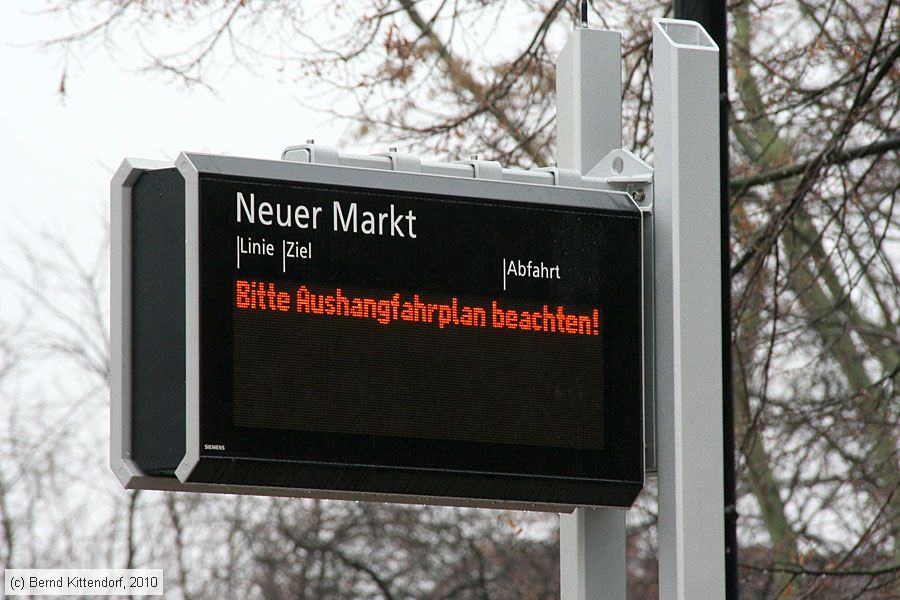 Neuer Markt
Linie Ziel Abfahrt
Bitte Aushangfahrplan beachten!
SIEMENS
(c) Bernd Kittendorf, 2010